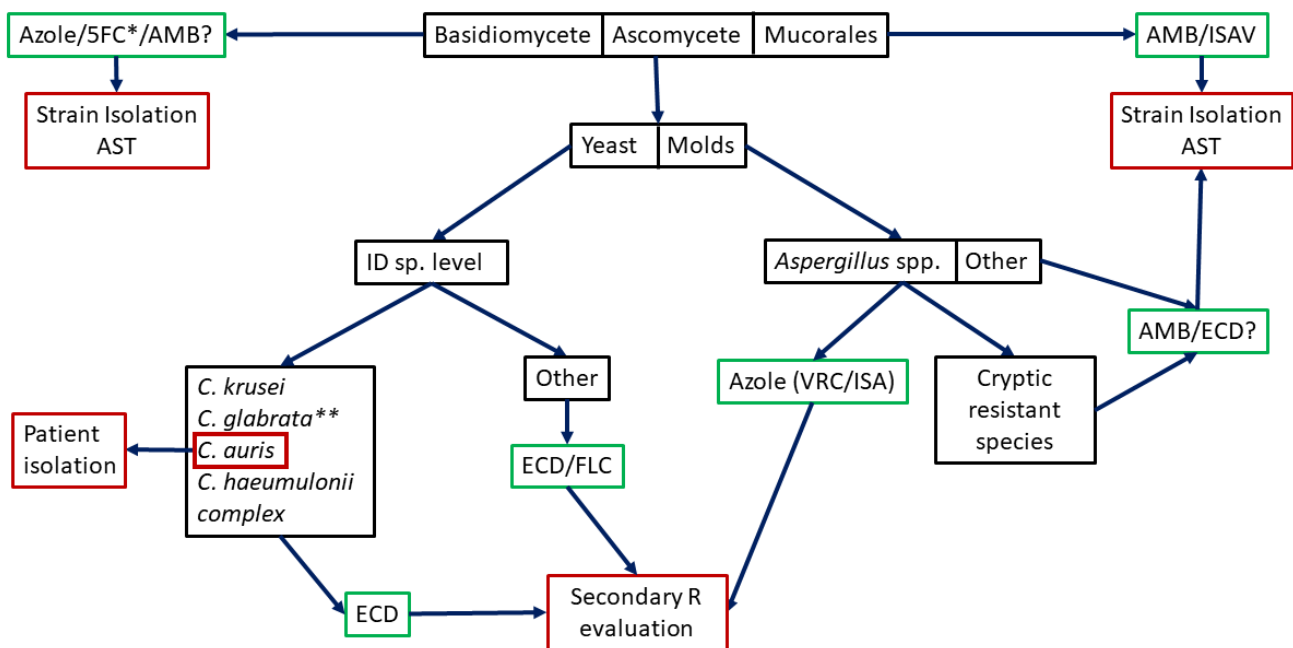 Azole/5FC*/AMB?
Basidiomycete
Ascomycete
Mucorales
AMB/ISAV
Strain Isolation
AST
Strain Isolation
AST
Yeast
Molds
ID sp. level
Aspergillus spp.
Other
AMB/ECD?
C. krusei
C. glabrata**
C. auris
C. haeumulonii
complex
Patient
isolation
Other
ECD/FLC
Azole (VRC/ISA)
Cryptic
resistant
species
ECD
Secondary R
evaluation